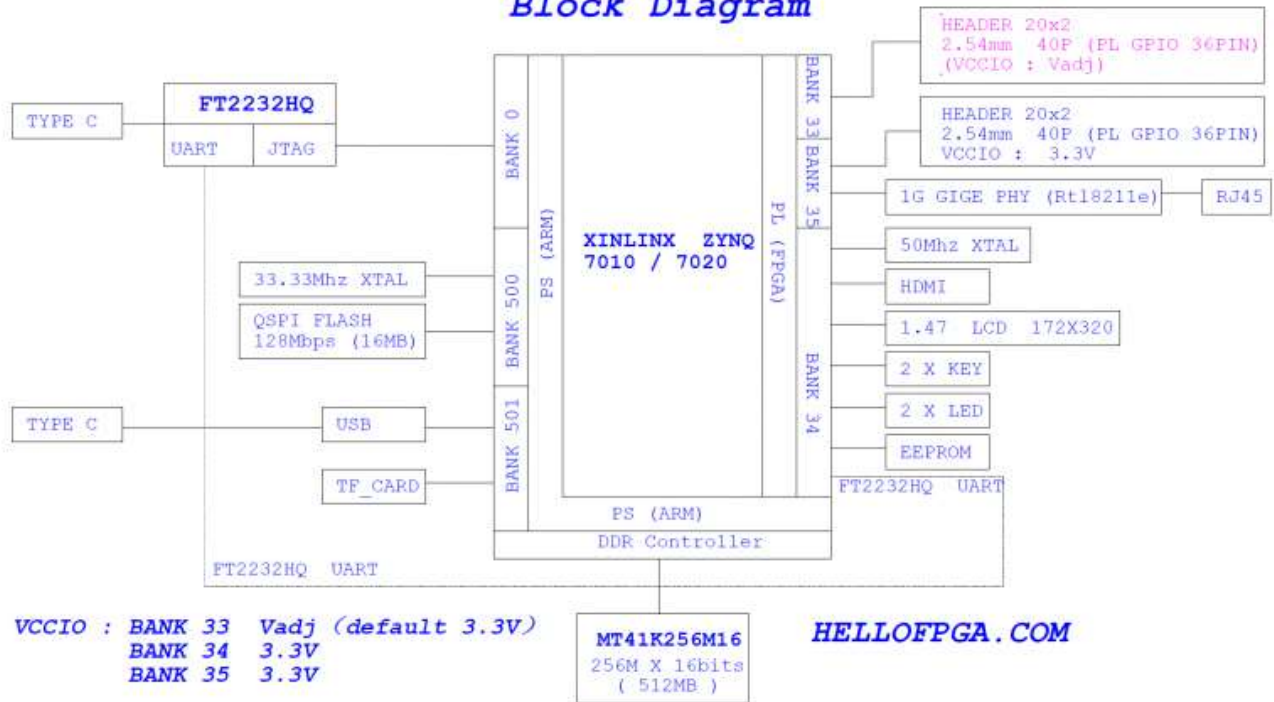 Block Diagram
HEADER 20x2
2.54mm 40P (PL GPIO 36PIN)
(VCCIO : Vadj)
BANK 33
FT2232HQ
TYPE C
UART
JTAG
BANK 0
HEADER 20x2
2.54mm 40P (PL GPIO 36PIN)
VCCIO : 3.3V
BANK 35
1G GIGE PHY (Rtl8211e)
RJ45
PS (ARM)
XINLINX ZYNQ
7010 / 7020
PL (FPGA)
50Mhz XTAL
33.33Mhz XTAL
HDMI
BANK 500
QSPI FLASH
128Mbps (16MB)
1.47 LCD 172X320
BANK 34
2 X KEY
TYPE C
USB
BANK 501
2 X LED
EEPROM
TF_CARD
FT2232HQ UART
PS (ARM)
DDR Controller
FT2232HQ UART
VCCIO : BANK 33 Vadj (default 3.3V)
BANK 34 3.3V
BANK 35 3.3V
MT41K256M16
256M X 16bits
( 512MB )
HELLOFPGA.COM